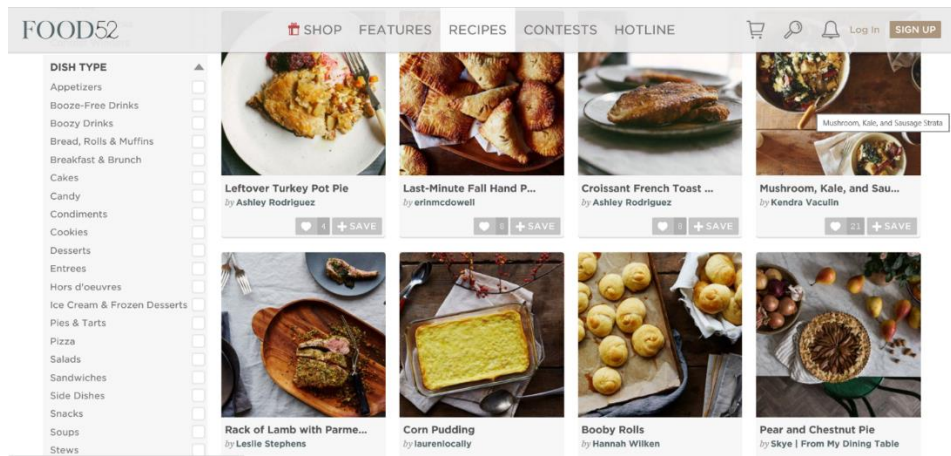 FOOD52
SHOP FEATURES RECIPES CONTESTS HOTLINE
Log In SIGN UP
DISH TYPE
Appetizers
Booze-Free Drinks
Boozy Drinks
Bread, Rolls & Muffins
Breakfast & Brunch
Cakes
Candy
Condiments
Cookies
Desserts
Entrees
Hors d'oeuvres
Ice Cream & Frozen Desserts
Pies & Tarts
Pizza
Salads
Sandwiches
Side Dishes
Snacks
Soups
Stews
Mushroom, Kale, and Sausage Strata
Leftover Turkey Pot Pie
by Ashley Rodriguez
4 +SAVE
Last-Minute Fall Hand P...
by erinmcdowell
8 +SAVE
Croissant French Toast ...
by Ashley Rodriguez
8 +SAVE
Mushroom, Kale, and Sau...
by Kendra Vaculin
21 +SAVE
Rack of Lamb with Parme...
by Leslie Stephens
Corn Pudding
by laurenlocally
Booby Rolls
by Hannah Wilken
Pear and Chestnut Pie
by Skye | From My Dining Table